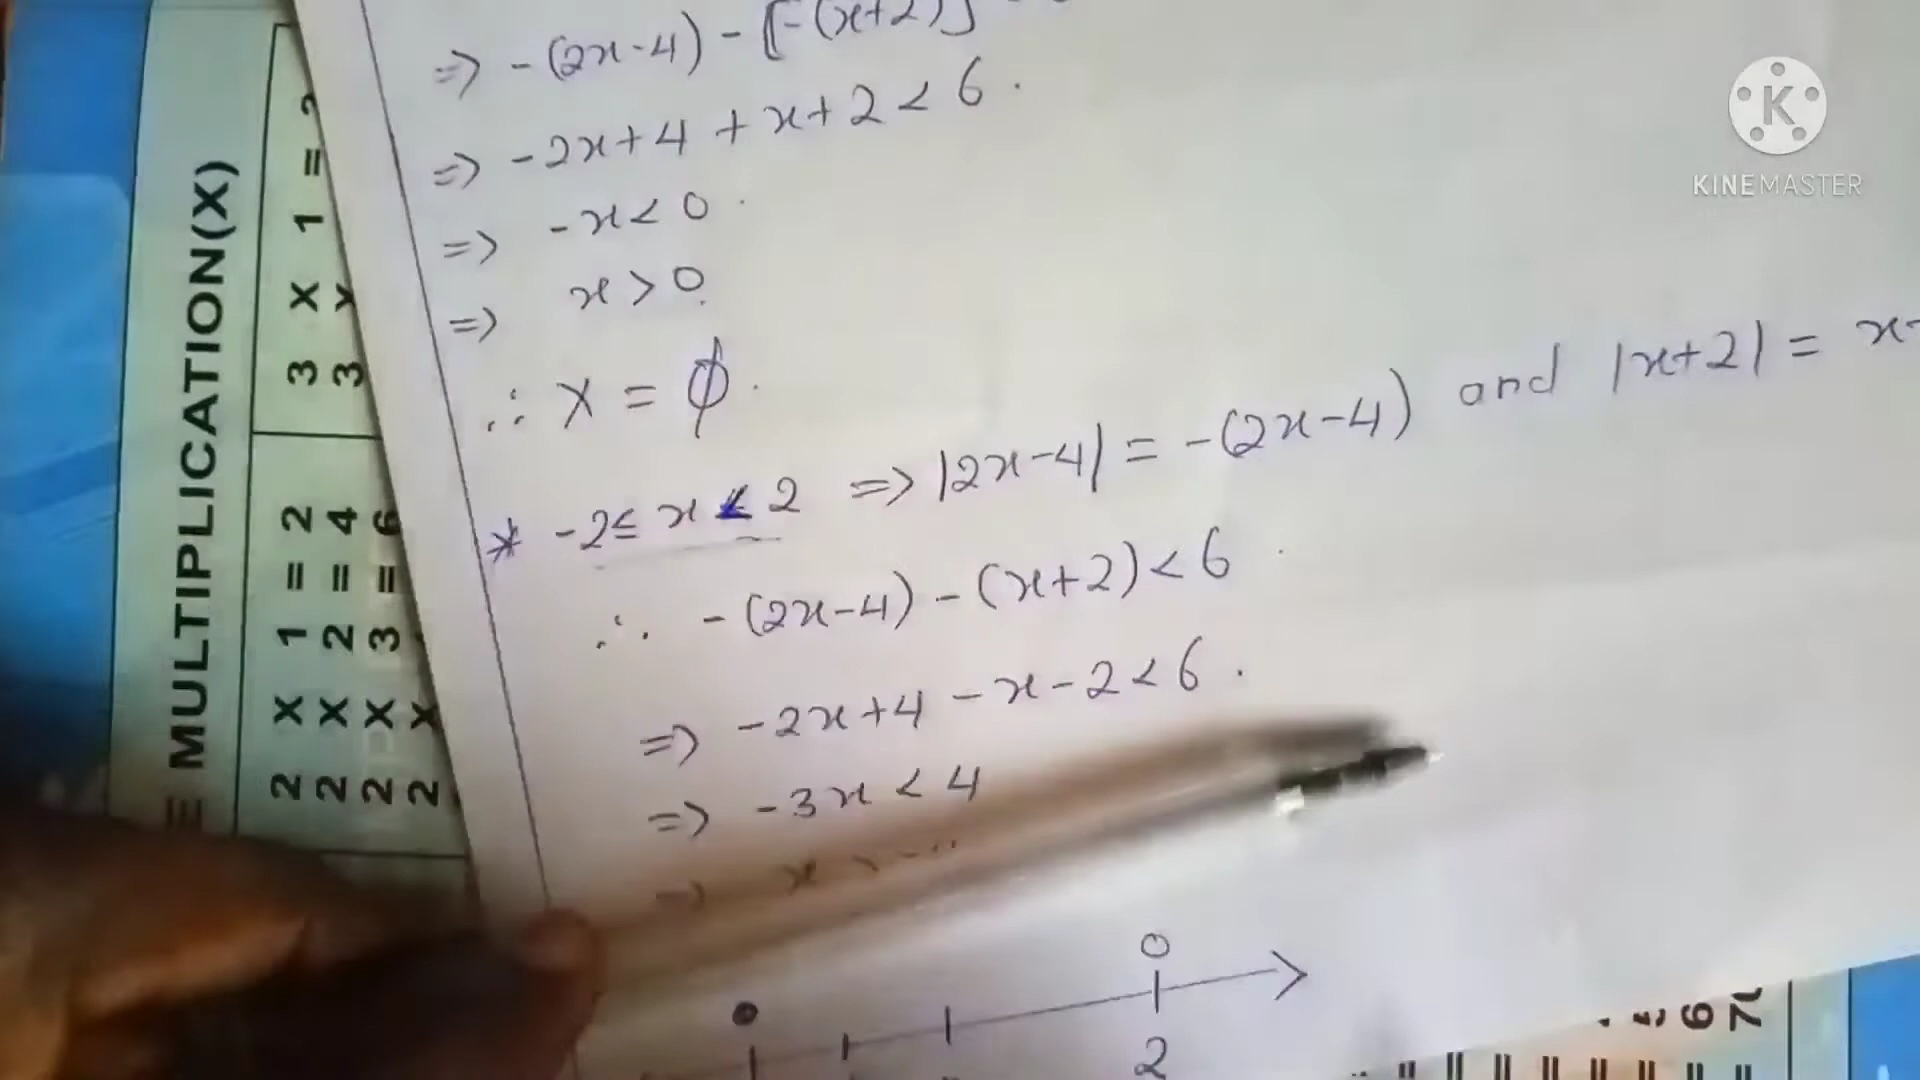 => -(2x-4) - [-(x+2)]
=> -2x+4 + x+2 < 6.
=> -x < 0.
=> x > 0.
∴ X = ϕ.
* -2 ≤ x < 2 => |2x-4| = -(2x-4) and |x+2| = x
∴ -(2x-4) - (x+2) < 6.
=> -2x+4 - x - 2 < 6.
=> -3x < 4
=> x >
2
KINEMASTER
MULTIPLICATION(X)
3 X 1 =
3 X
2 X 1 = 2
2 X 2 = 4
2 X 3 = 6
2 X